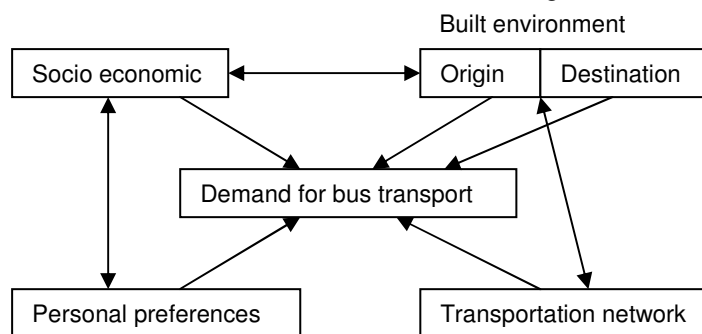 Built environment
Socio economic
Origin
Destination
Demand for bus transport
Personal preferences
Transportation network